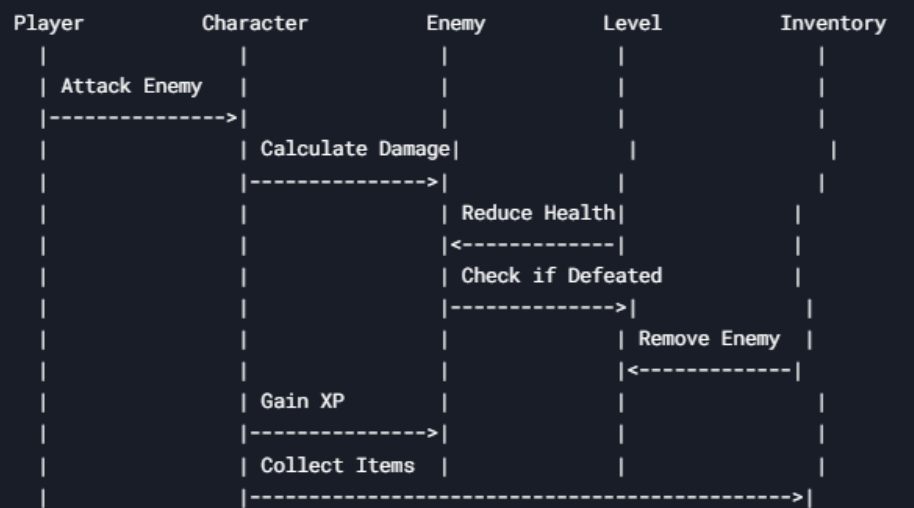 Player          Character          Enemy          Level          Inventory
  |                |                |              |                |
  | Attack Enemy   |                |              |                |
  |--------------->|                |              |                |
  |                | Calculate Damage|              |                |
  |                |--------------->|              |                |
  |                |                | Reduce Health|              |
  |                |                |<-------------|              |
  |                |                | Check if Defeated           |
  |                |                |-------------->|              |
  |                |                |              | Remove Enemy  |
  |                |                |              |<-------------|
  |                | Gain XP        |              |                |
  |                |--------------->|              |                |
  |                | Collect Items  |              |                |
  |                |---------------------------------------------->|